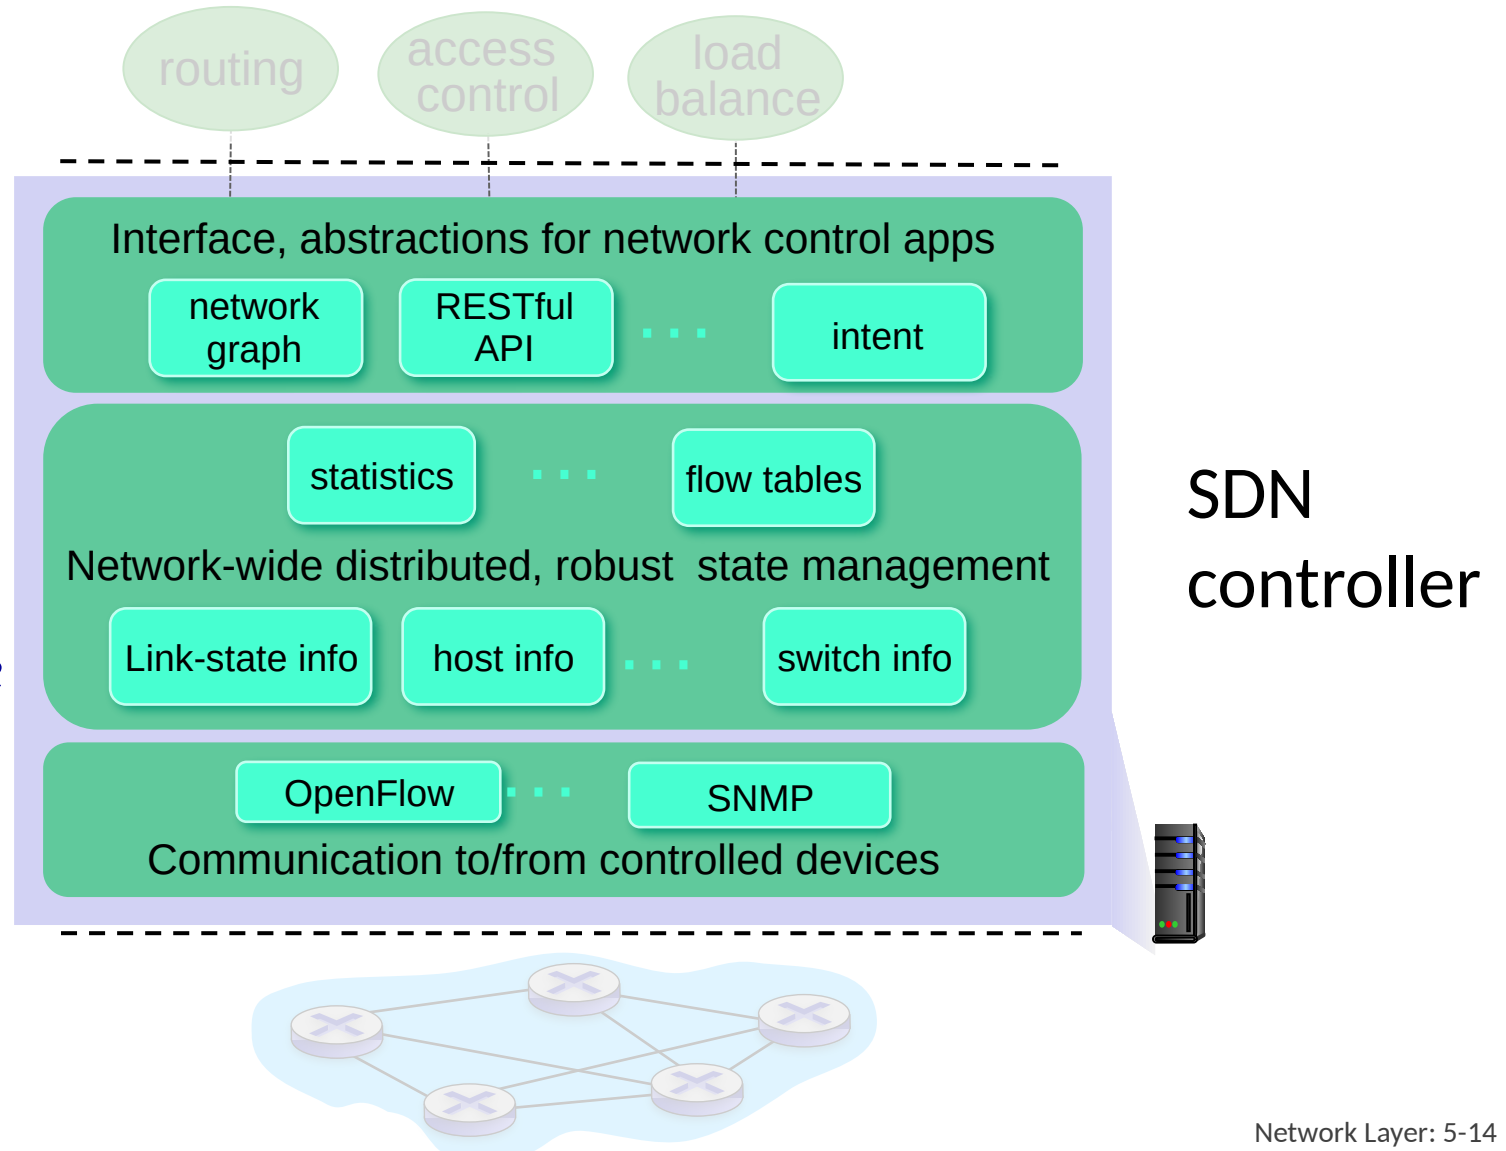 routing
access
control
load
balance
Interface, abstractions for network control apps
network
graph
RESTful
API
...
intent
statistics
...
flow tables
Network-wide distributed, robust  state management
Link-state info
host info
...
switch info
OpenFlow
...
SNMP
Communication to/from controlled devices
SDN
controller
Network Layer: 5-14